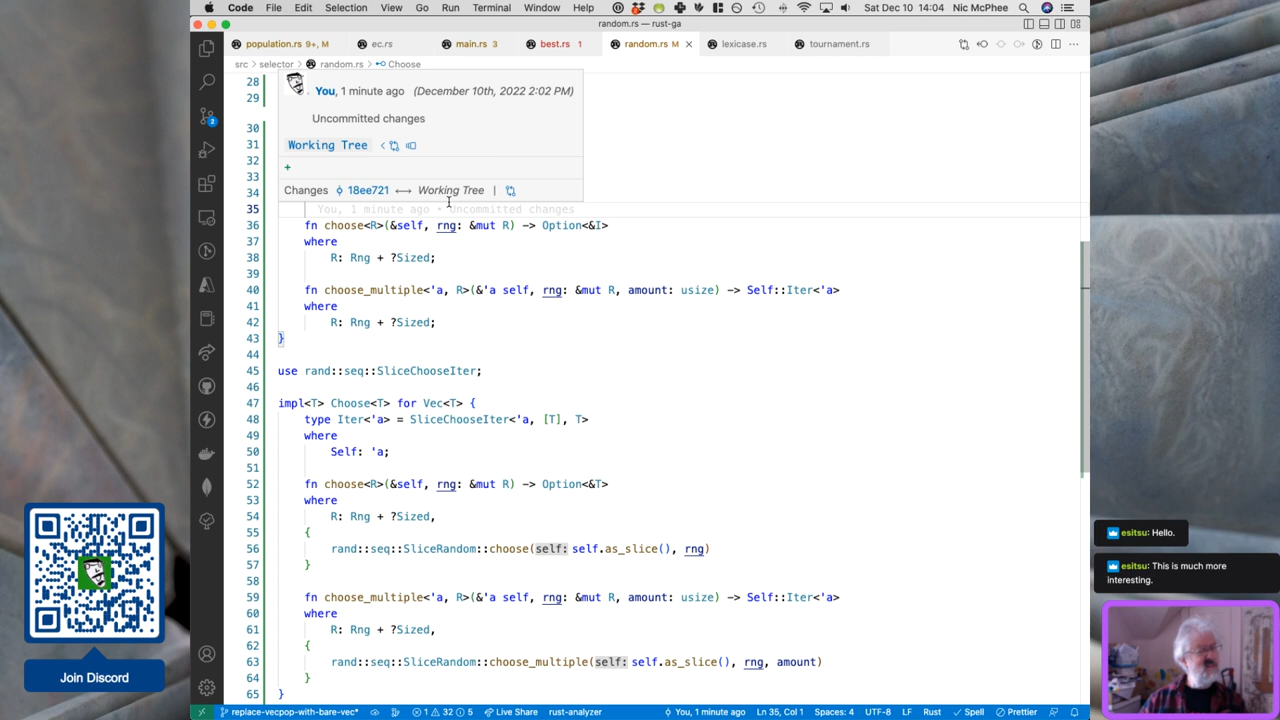 Code File Edit Selection View Go Run Terminal Window Help Sat Dec 10 14:04 Nic McPhee
random.rs — rust-ga
population.rs 9+, M ec.rs main.rs 3 best.rs 1 random.rs M lexicase.rs tournament.rs
src > selector > random.rs > Choose
28
You, 1 minute ago (December 10th, 2022 2:02 PM)
29
Uncommitted changes
30
31 Working Tree
32
+
33
34 Changes 18ee721 Working Tree |
35 You, 1 minute ago • Uncommitted changes
36 fn choose<R>(&self, rng: &mut R) -> Option<&I>
37 where
38 R: Rng + ?Sized;
39
40 fn choose_multiple<'a, R>(&'a self, rng: &mut R, amount: usize) -> Self::Iter<'a>
41 where
42 R: Rng + ?Sized;
43 }
44
45 use rand::seq::SliceChooseIter;
46
47 impl<T> Choose<T> for Vec<T> {
48 type Iter<'a> = SliceChooseIter<'a, [T], T>
49 where
50 Self: 'a;
51
52 fn choose<R>(&self, rng: &mut R) -> Option<&T>
53 where
54 R: Rng + ?Sized,
55 {
56 rand::seq::SliceRandom::choose(self: self.as_slice(), rng)
57 }
58
59 fn choose_multiple<'a, R>(&'a self, rng: &mut R, amount: usize) -> Self::Iter<'a>
60 where
61 R: Rng + ?Sized,
62 {
63 rand::seq::SliceRandom::choose_multiple(self: self.as_slice(), rng, amount)
64 }
65 }
2
Join Discord
esitsu: Hello.
esitsu: This is much more
interesting.
replace-vecpop-with-bare-vec* 1 32 5 Live Share rust-analyzer You, 1 minute ago Ln 35, Col 1 Spaces: 4 UTF-8 LF Rust Spell Prettier